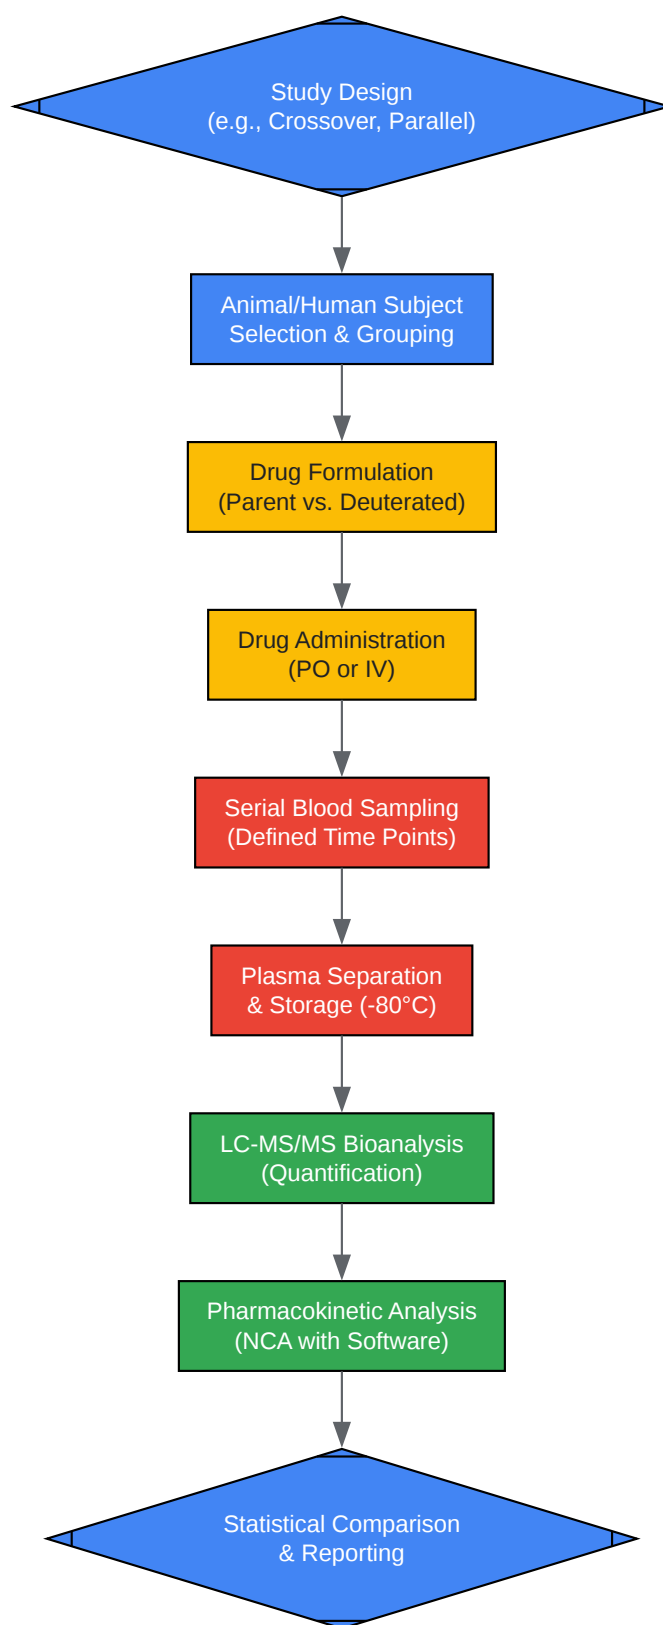 Study Design
(e.g., Crossover, Parallel)
Animal/Human Subject
Selection & Grouping
Drug Formulation
(Parent vs. Deuterated)
Drug Administration
(PO or IV)
Serial Blood Sampling
(Defined Time Points)
Plasma Separation
& Storage (-80°C)
LC-MS/MS Bioanalysis
(Quantification)
Pharmacokinetic Analysis
(NCA with Software)
Statistical Comparison
& Reporting